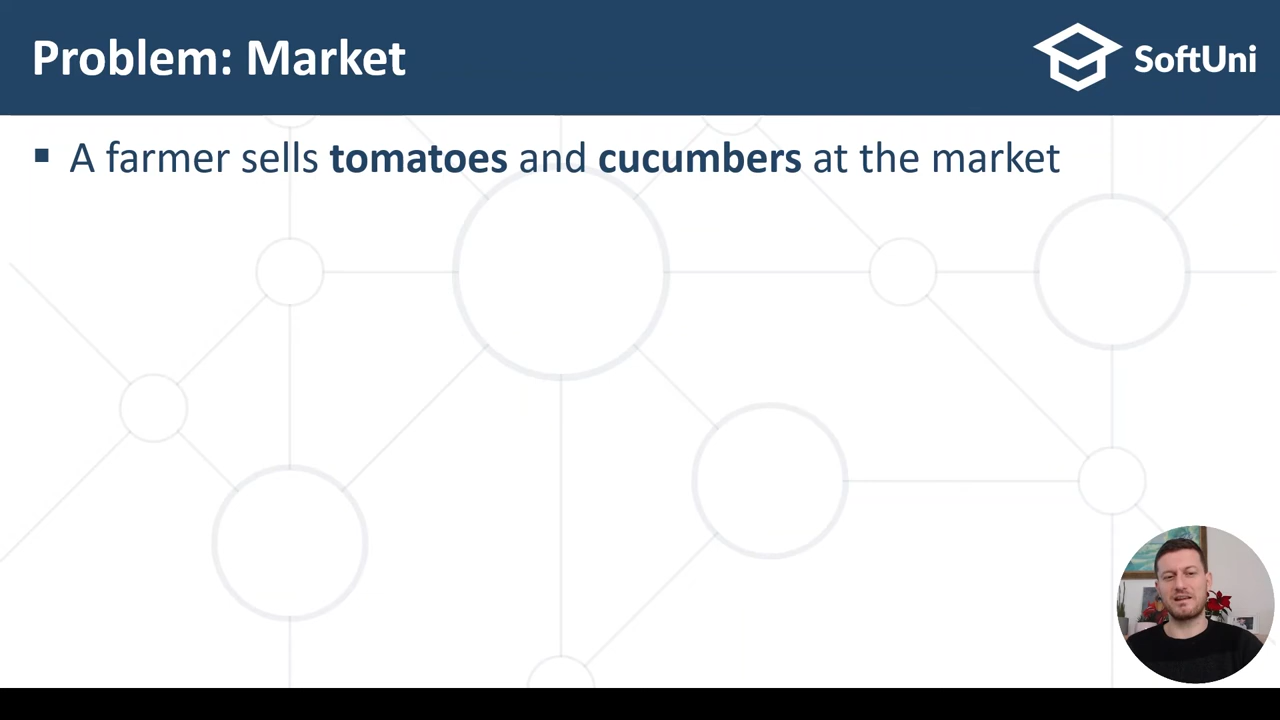 Problem: Market
SoftUni
▪ A farmer sells tomatoes and cucumbers at the market